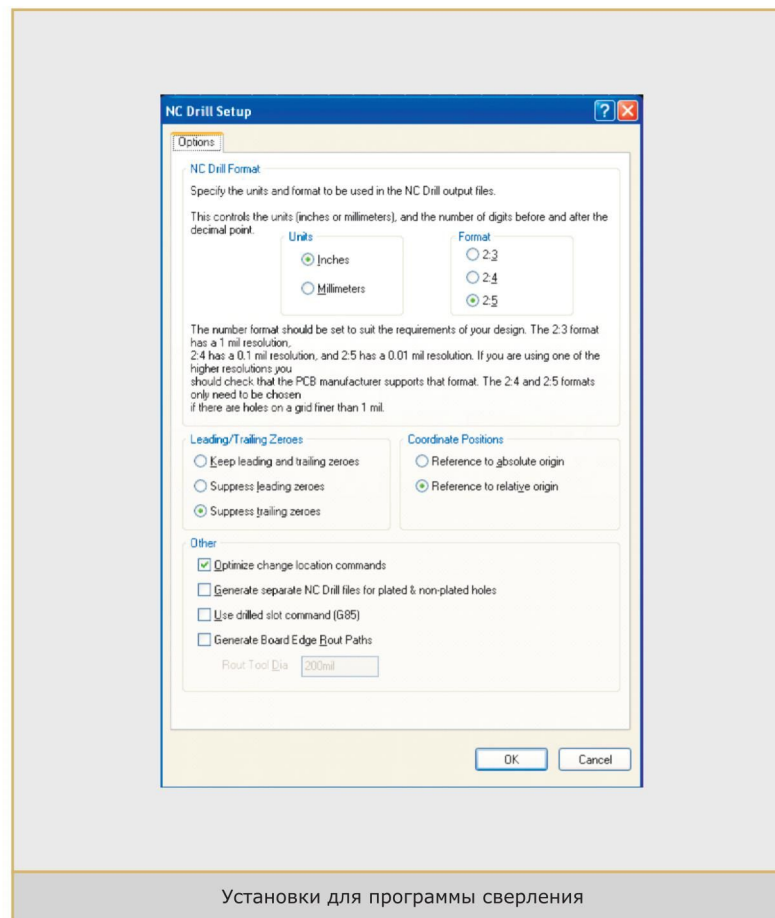 NC Drill Setup
Options
NC Drill Format
Specify the units and format to be used in the NC Drill output files.
This controls the units (inches or millimeters), and the number of digits before and after the
decimal point.
Units
Inches
Millimeters
Format
2:3
2:4
2:5
The number format should be set to suit the requirements of your design. The 2:3 format
has a 1 mil resolution,
2:4 has a 0.1 mil resolution, and 2:5 has a 0.01 mil resolution. If you are using one of the
higher resolutions you
should check that the PCB manufacturer supports that format. The 2:4 and 2:5 formats
only need to be chosen
if there are holes on a grid finer than 1 mil.
Leading/Trailing Zeroes
Keep leading and trailing zeroes
Suppress leading zeroes
Suppress trailing zeroes
Coordinate Positions
Reference to absolute origin
Reference to relative origin
Other
Optimize change location commands
Generate separate NC Drill files for plated & non-plated holes
Use drilled slot command (G85)
Generate Board Edge Rout Paths
Rout Tool Dia 200mil
OK Cancel
Установки для программы сверления